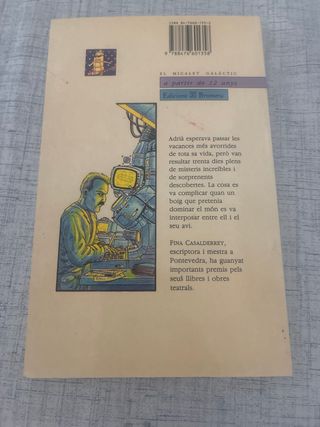 EL MICALET GALÀCTIC
a partir de 12 anys
Edicions Bromera
Adrià esperava passar les
vacances més avorrides
de tota sa vida, però van
resultar trenta dies plens
de misteris increïbles i
de sorprenents
descobertes. La cosa es
va complicar quan un
boig que pretenia
dominar el món es va
interposar entre ell i el
seu avi.
FINA CASALDERREY,
escriptora i mestra a
Pontevedra, ha guanyat
importants premis pels
seus llibres i obres
teatrals.